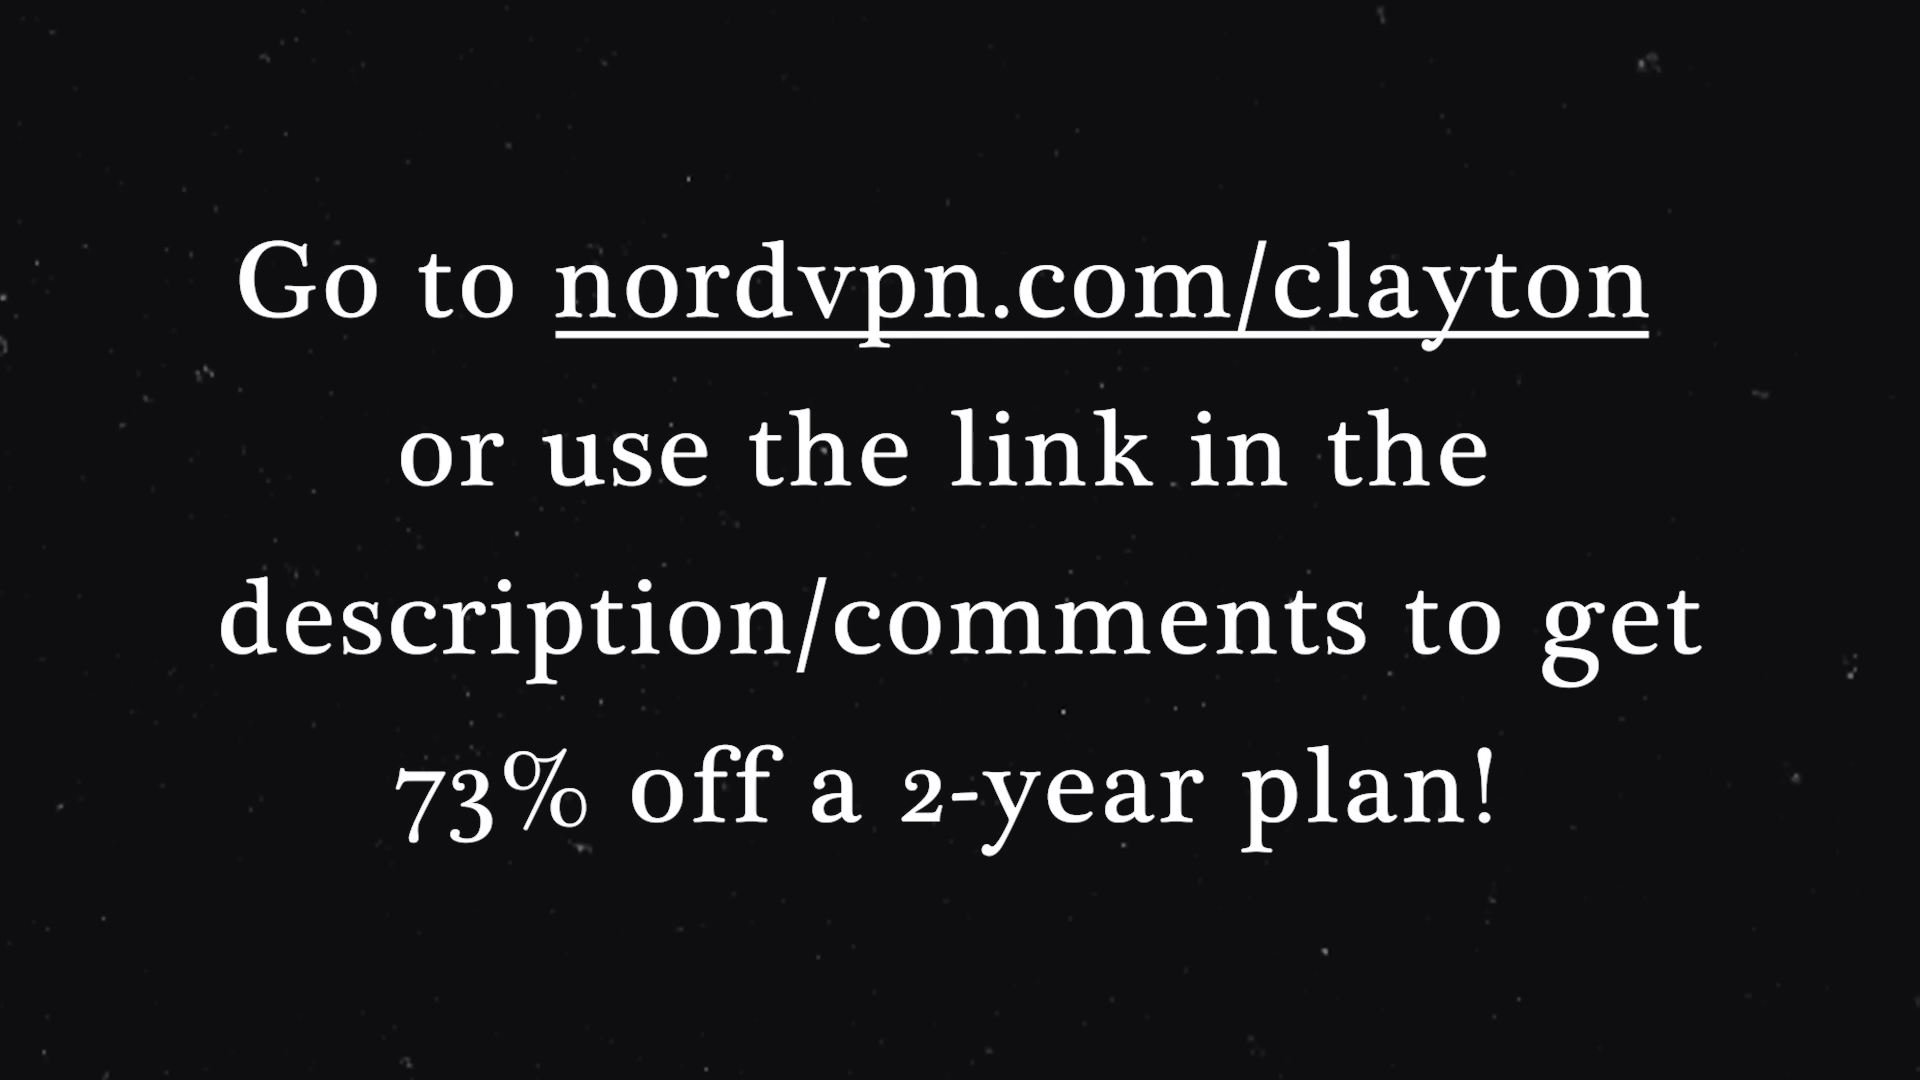 Go to nordvpn.com/clayton
or use the link in the
description/comments to get
73% off a 2-year plan!